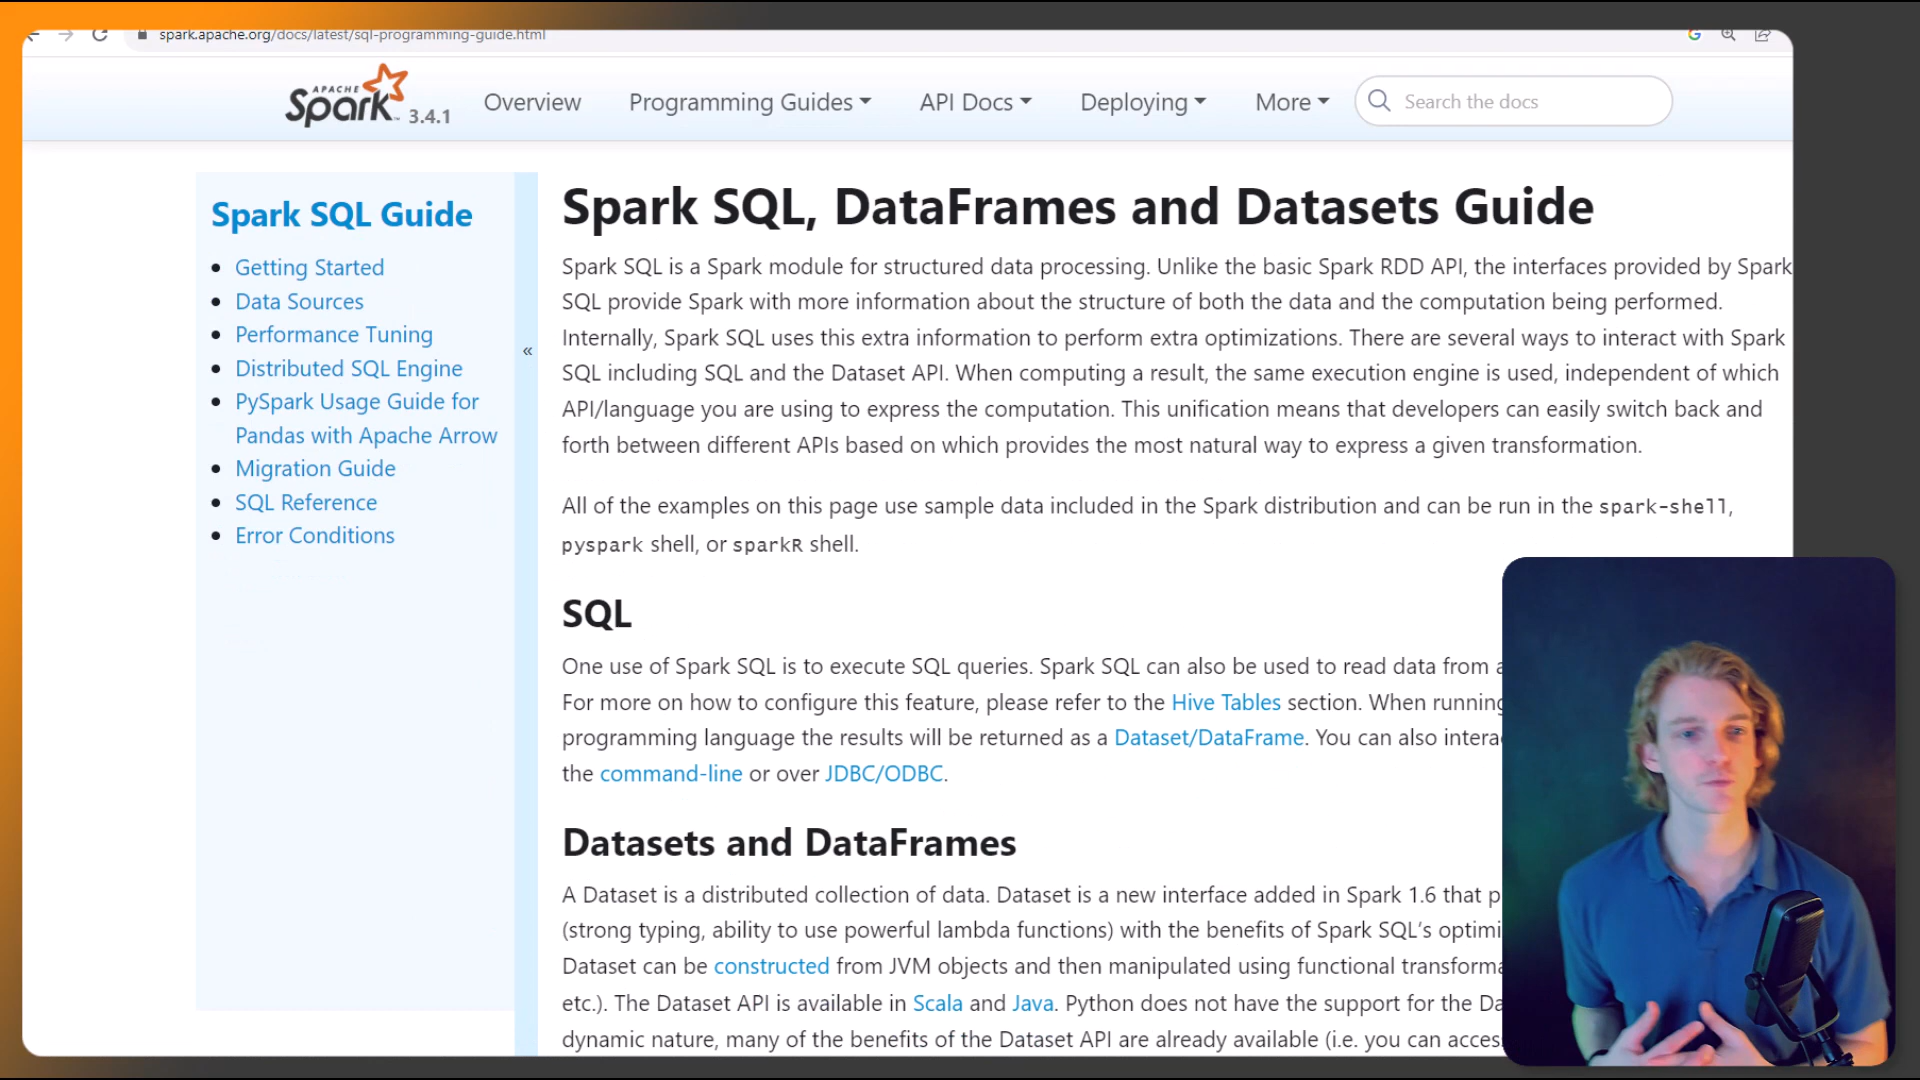 spark.apache.org/docs/latest/sql-programming-guide.html
APACHE
Spark 3.4.1
Overview
Programming Guides
API Docs
Deploying
More
Search the docs
Spark SQL Guide
Getting Started
Data Sources
Performance Tuning
Distributed SQL Engine
PySpark Usage Guide for
Pandas with Apache Arrow
Migration Guide
SQL Reference
Error Conditions
«
Spark SQL, DataFrames and Datasets Guide
Spark SQL is a Spark module for structured data processing. Unlike the basic Spark RDD API, the interfaces provided by Spark
SQL provide Spark with more information about the structure of both the data and the computation being performed.
Internally, Spark SQL uses this extra information to perform extra optimizations. There are several ways to interact with Spark
SQL including SQL and the Dataset API. When computing a result, the same execution engine is used, independent of which
API/language you are using to express the computation. This unification means that developers can easily switch back and
forth between different APIs based on which provides the most natural way to express a given transformation.
All of the examples on this page use sample data included in the Spark distribution and can be run in the spark-shell,
pyspark shell, or sparkR shell.
SQL
One use of Spark SQL is to execute SQL queries. Spark SQL can also be used to read data from a
For more on how to configure this feature, please refer to the Hive Tables section. When running
programming language the results will be returned as a Dataset/DataFrame. You can also intera
the command-line or over JDBC/ODBC.
Datasets and DataFrames
A Dataset is a distributed collection of data. Dataset is a new interface added in Spark 1.6 that p
(strong typing, ability to use powerful lambda functions) with the benefits of Spark SQL's optimi
Dataset can be constructed from JVM objects and then manipulated using functional transforma
etc.). The Dataset API is available in Scala and Java. Python does not have the support for the Da
dynamic nature, many of the benefits of the Dataset API are already available (i.e. you can acces